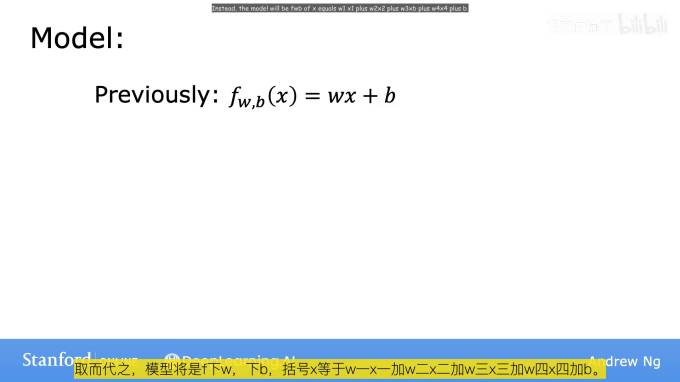 Instead, the model will be fwb of x equals w1 x1 plus w2x2 plus w3xb plus w4x4 plus b.
bilibili
Model:
Previously: f_{w,b}(x) = wx + b
Stanford
Andrew Ng
取而代之，模型将是f下w，下b，括号x等于w一x一加w二x二加w三x三加w四x四加b。